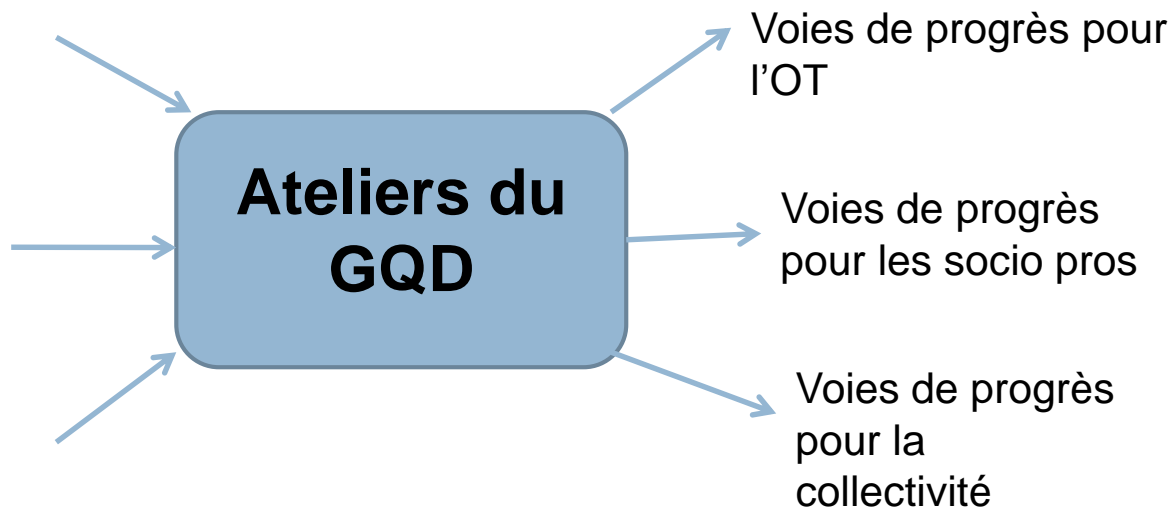 Voies de progrès pour
l’OT
Ateliers du
GQD
Voies de progrès
pour les socio pros
Voies de progrès
pour la
collectivité